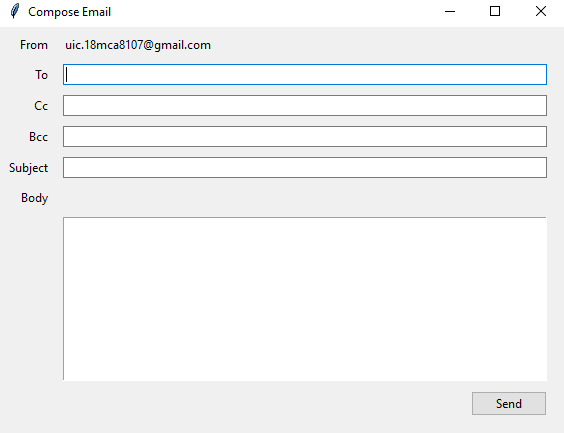 Compose Email
From uic.18mca8107@gmail.com
To
Cc
Bcc
Subject
Body
Send